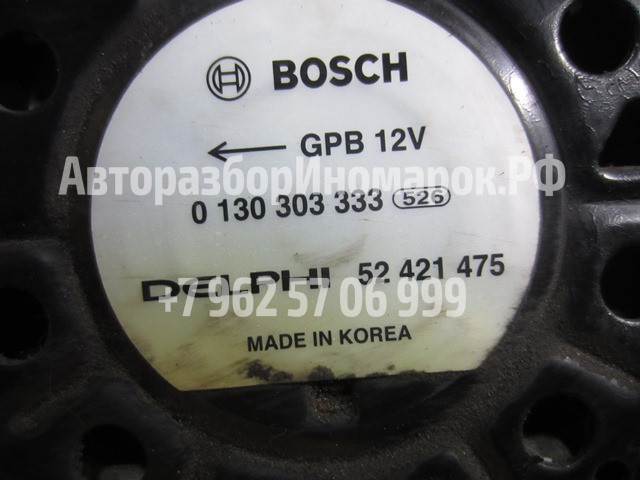 BOSCH
← GPB 12V
АвторазборИномарок.РФ
0 130 303 333 526
DELPHI 52 421 475
+7 962 57 06 999
MADE IN KOREA